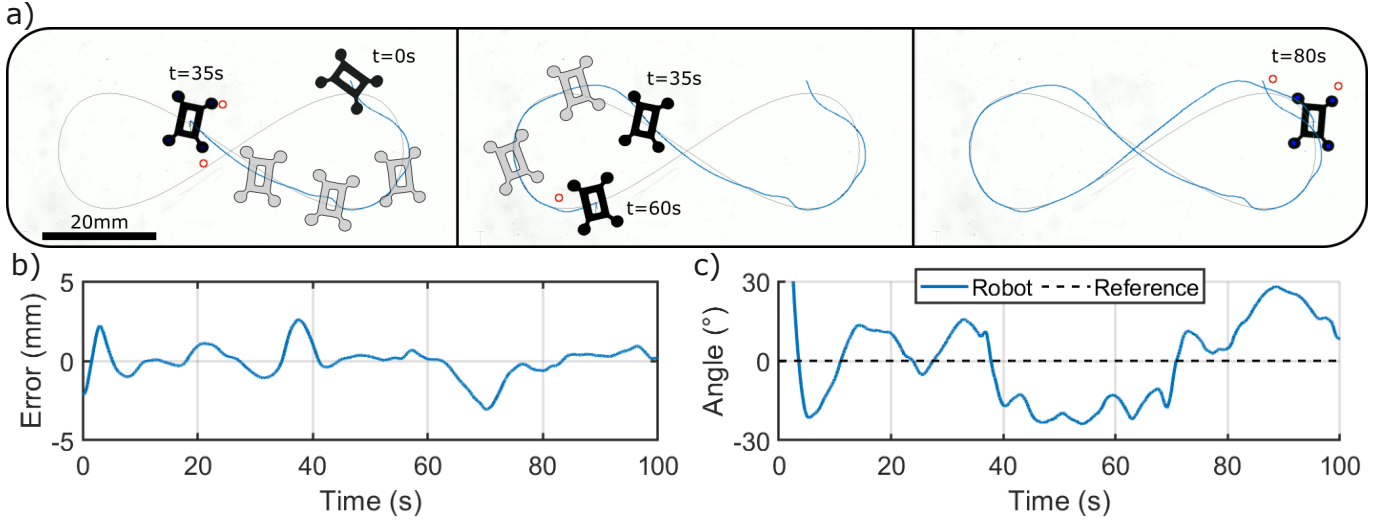 a)
t=0s
t=35s
20mm
t=35s
t=60s
t=80s
b)
5
0
-5
Error (mm)
0 20 40 60 80 100
Time (s)
c)
Robot Reference
30
0
-30
Angle (°)
0 20 40 60 80 100
Time (s)